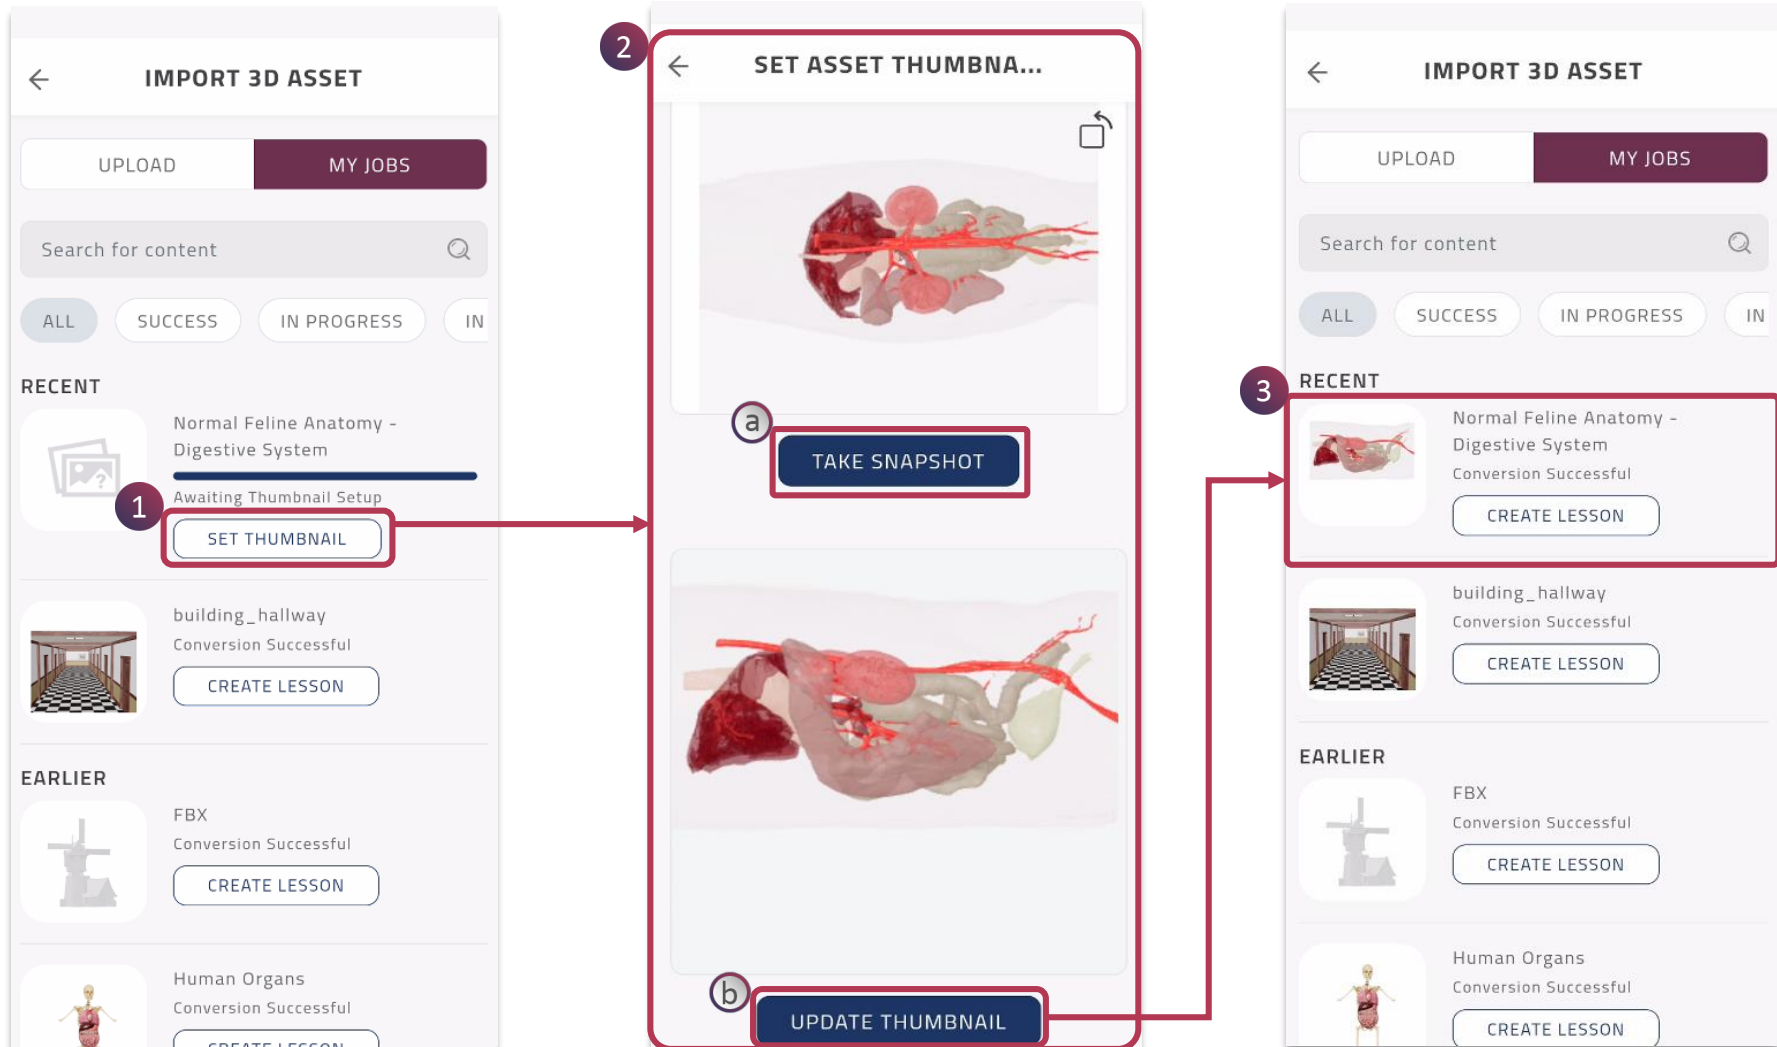 IMPORT 3D ASSET
UPLOAD
MY JOBS
Search for content
ALL
SUCCESS
IN PROGRESS
IN
RECENT
Normal Feline Anatomy -
Digestive System
Awaiting Thumbnail Setup
1
SET THUMBNAIL
building_hallway
Conversion Successful
CREATE LESSON
EARLIER
FBX
Conversion Successful
CREATE LESSON
Human Organs
Conversion Successful
CREATE LESSON
2
SET ASSET THUMBNA...
a
TAKE SNAPSHOT
b
UPDATE THUMBNAIL
IMPORT 3D ASSET
UPLOAD
MY JOBS
Search for content
ALL
SUCCESS
IN PROGRESS
IN
3
RECENT
Normal Feline Anatomy -
Digestive System
Conversion Successful
CREATE LESSON
building_hallway
Conversion Successful
CREATE LESSON
EARLIER
FBX
Conversion Successful
CREATE LESSON
Human Organs
Conversion Successful
CREATE LESSON